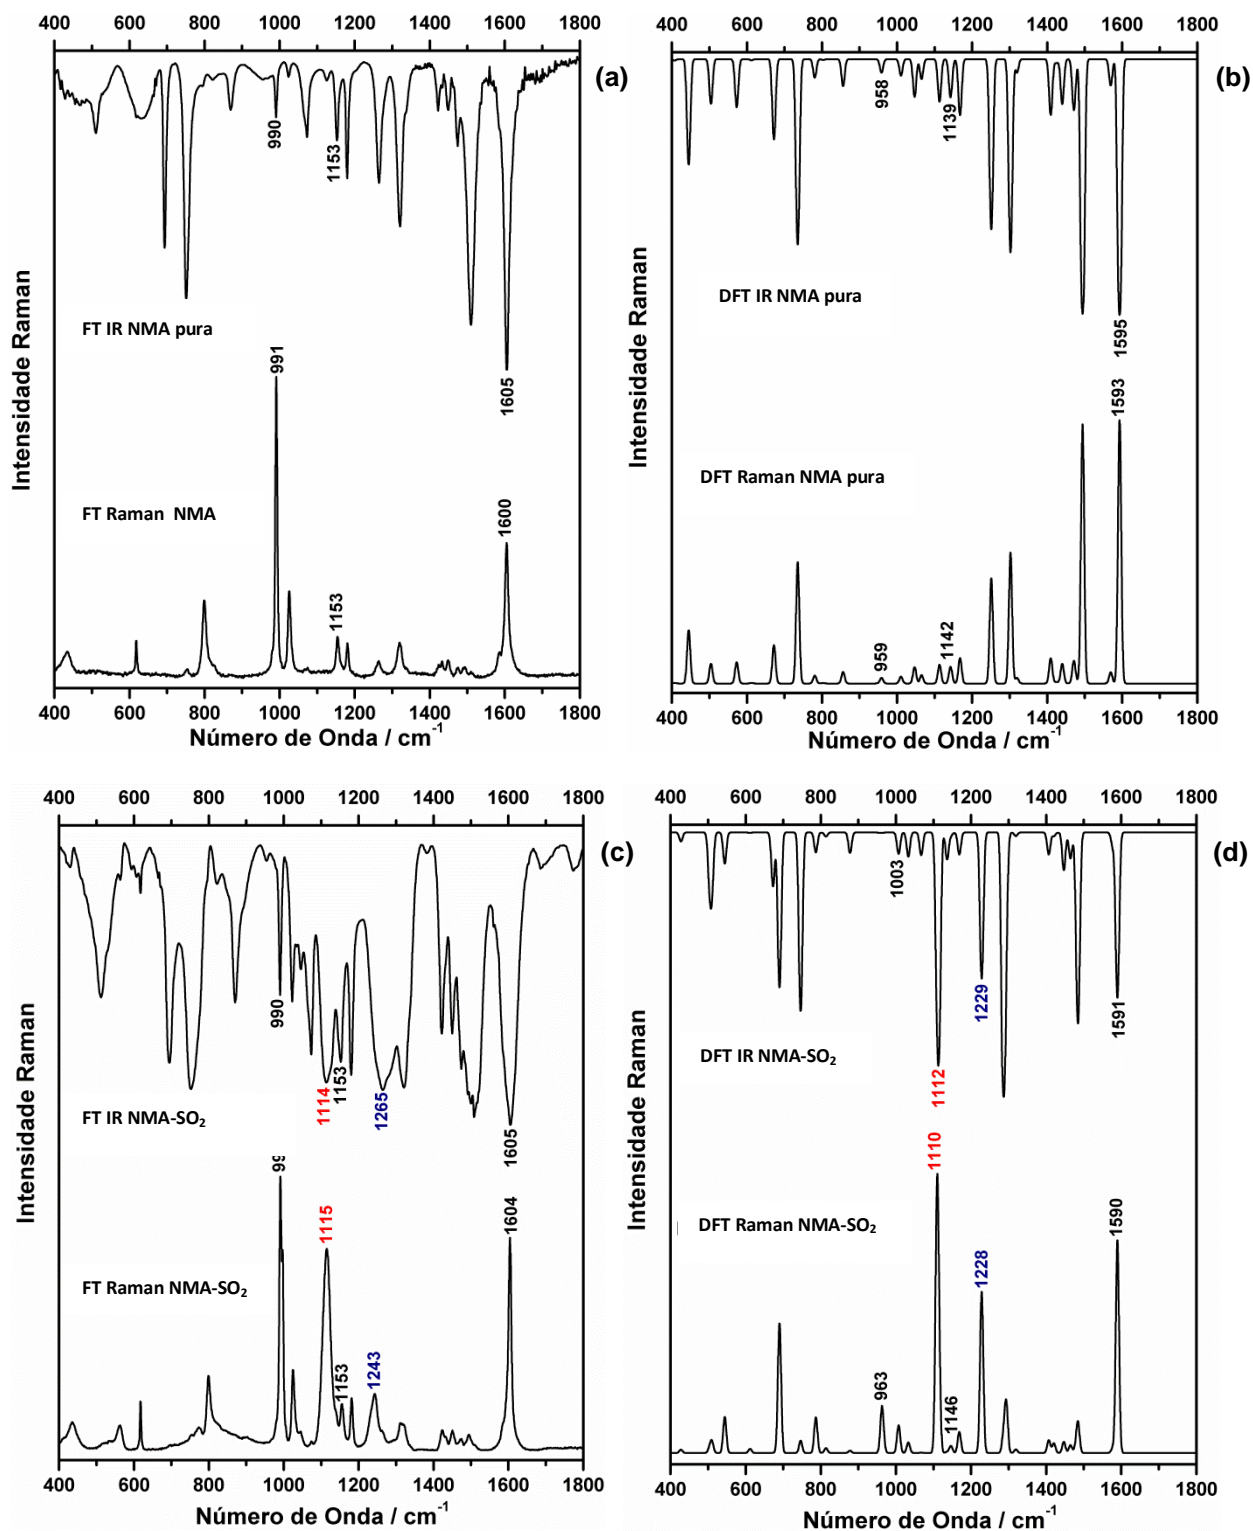 400 600 800 1000 1200 1400 1600 1800
(a)
990
1153
1605
FT IR NMA pura
991
FT Raman NMA
1153
1600
Intensidade Raman
400 600 800 1000 1200 1400 1600 1800
Número de Onda / cm⁻¹
400 600 800 1000 1200 1400 1600 1800
(b)
958
1139
1595
DFT IR NMA pura
1593
DFT Raman NMA pura
959
1142
Intensidade Raman
400 600 800 1000 1200 1400 1600 1800
Número de Onda / cm⁻¹
400 600 800 1000 1200 1400 1600 1800
(c)
990
1114
1153
1265
1605
FT IR NMA-SO₂
99
1115
1153
1243
1604
FT Raman NMA-SO₂
Intensidade Raman
400 600 800 1000 1200 1400 1600 1800
Número de Onda / cm⁻¹
400 600 800 1000 1200 1400 1600 1800
(d)
1003
1112
1229
1591
DFT IR NMA-SO₂
963
1110
1146
1228
1590
DFT Raman NMA-SO₂
Intensidade Raman
400 600 800 1000 1200 1400 1600 1800
Número de Onda / cm⁻¹